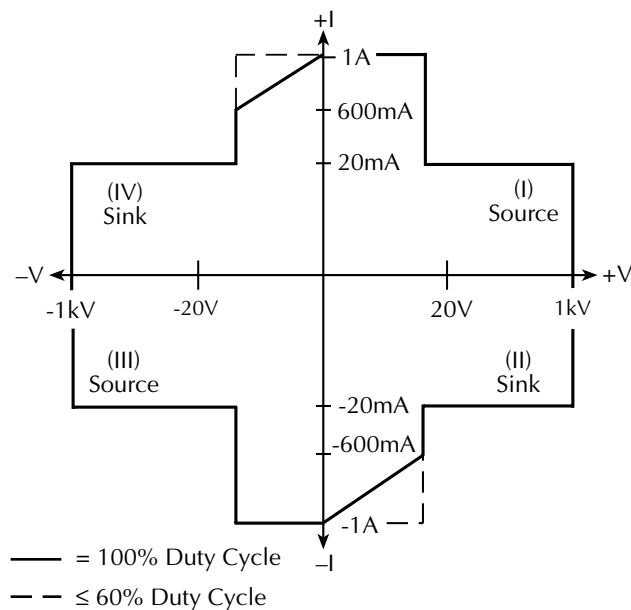 +I
1A
600mA
20mA
(IV)
Sink
(I)
Source
–V
+V
-1kV
-20V
20V
1kV
(III)
Source
(II)
Sink
-20mA
-600mA
-1A
–I
= 100% Duty Cycle
≤ 60% Duty Cycle